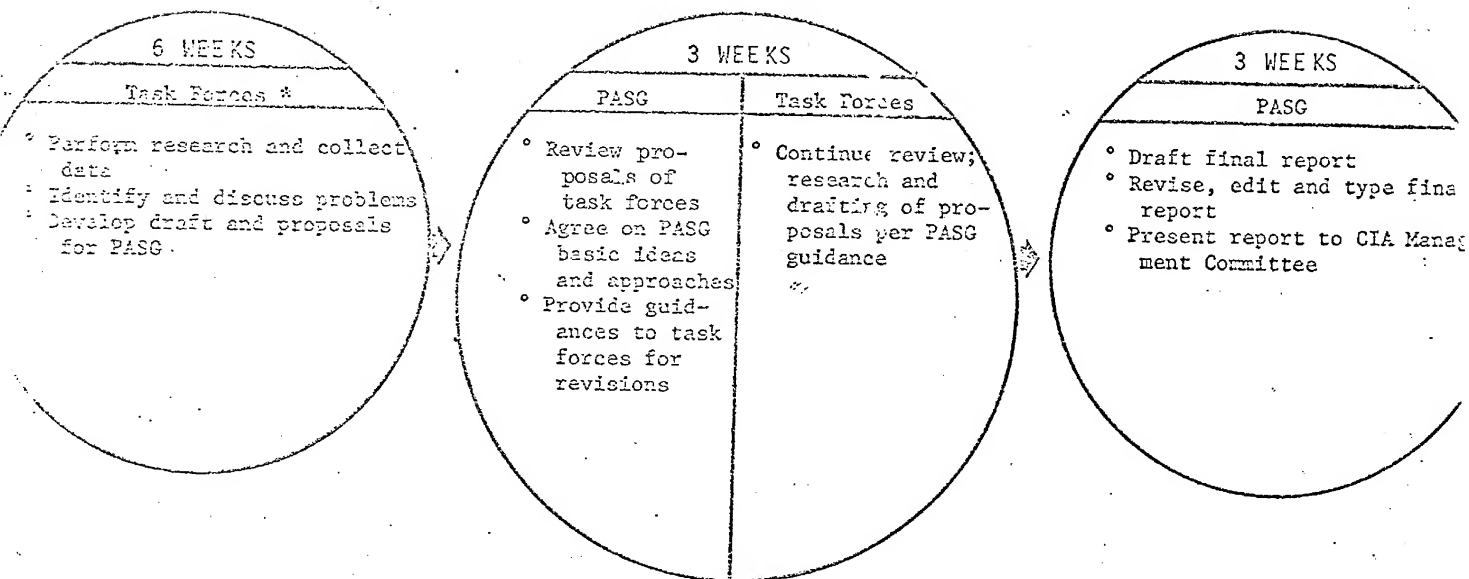 6 WEEKS
Task Forces *
° Perform research and collect
data
° Identify and discuss problems
° Develop draft and proposals
for PASG
3 WEEKS
PASG
° Review pro-
posals of
task forces
° Agree on PASG
basic ideas
and approaches
° Provide guid-
ances to task
forces for
revisions
Task Forces
° Continue review;
research and
drafting of pro-
posals per PASG
guidance
3 WEEKS
PASG
° Draft final report
° Revise, edit and type fina
report
° Present report to CIA Manag
ment Committee